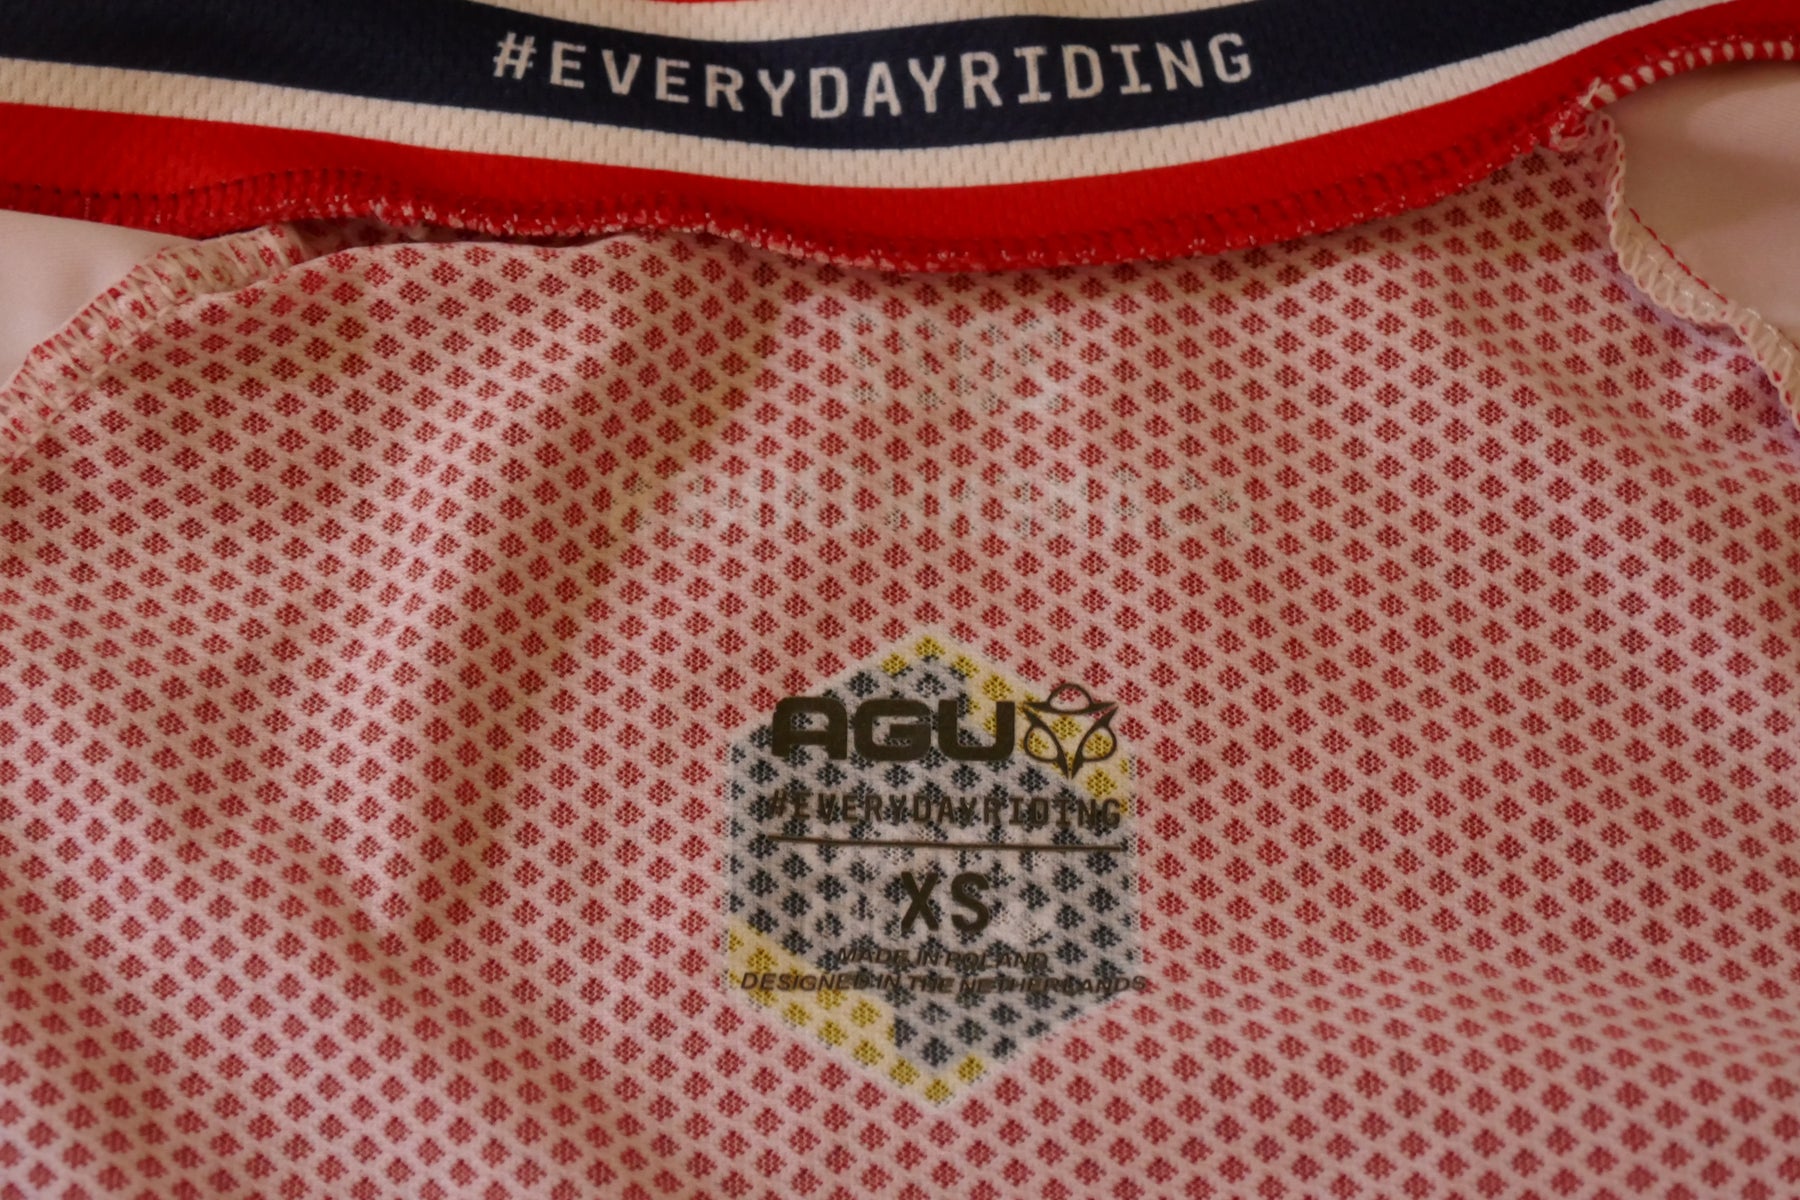 #EVERYDAYRIDING
AGU
#EVERYDAYRIDING
XS
MADE IN POLAND
DESIGNED IN THE NETHERLANDS